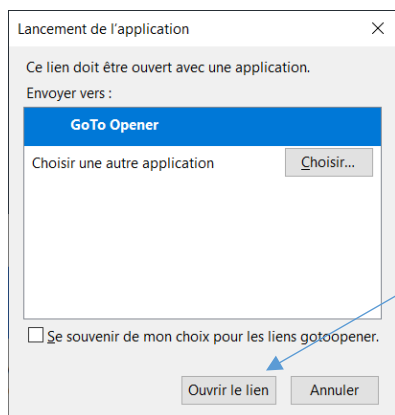 Lancement de l'application
Ce lien doit être ouvert avec une application.
Envoyer vers :
GoTo Opener
Choisir une autre application Choisir...
Se souvenir de mon choix pour les liens gotoopener.
Ouvrir le lien Annuler